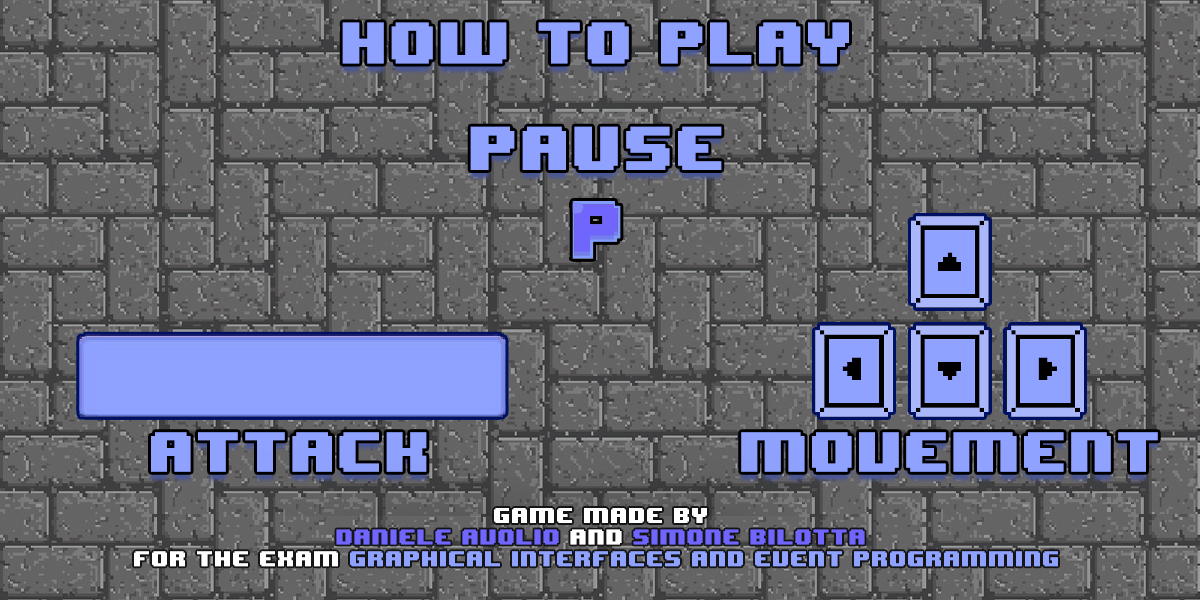 HOW TO PLAY
PAUSE
P
ATTACK
MOVEMENT
GAME MADE BY
DANIELE AVOLIO AND SIMONE BILOTTA
FOR THE EXAM GRAPHICAL INTERFACES AND EVENT PROGRAMMING